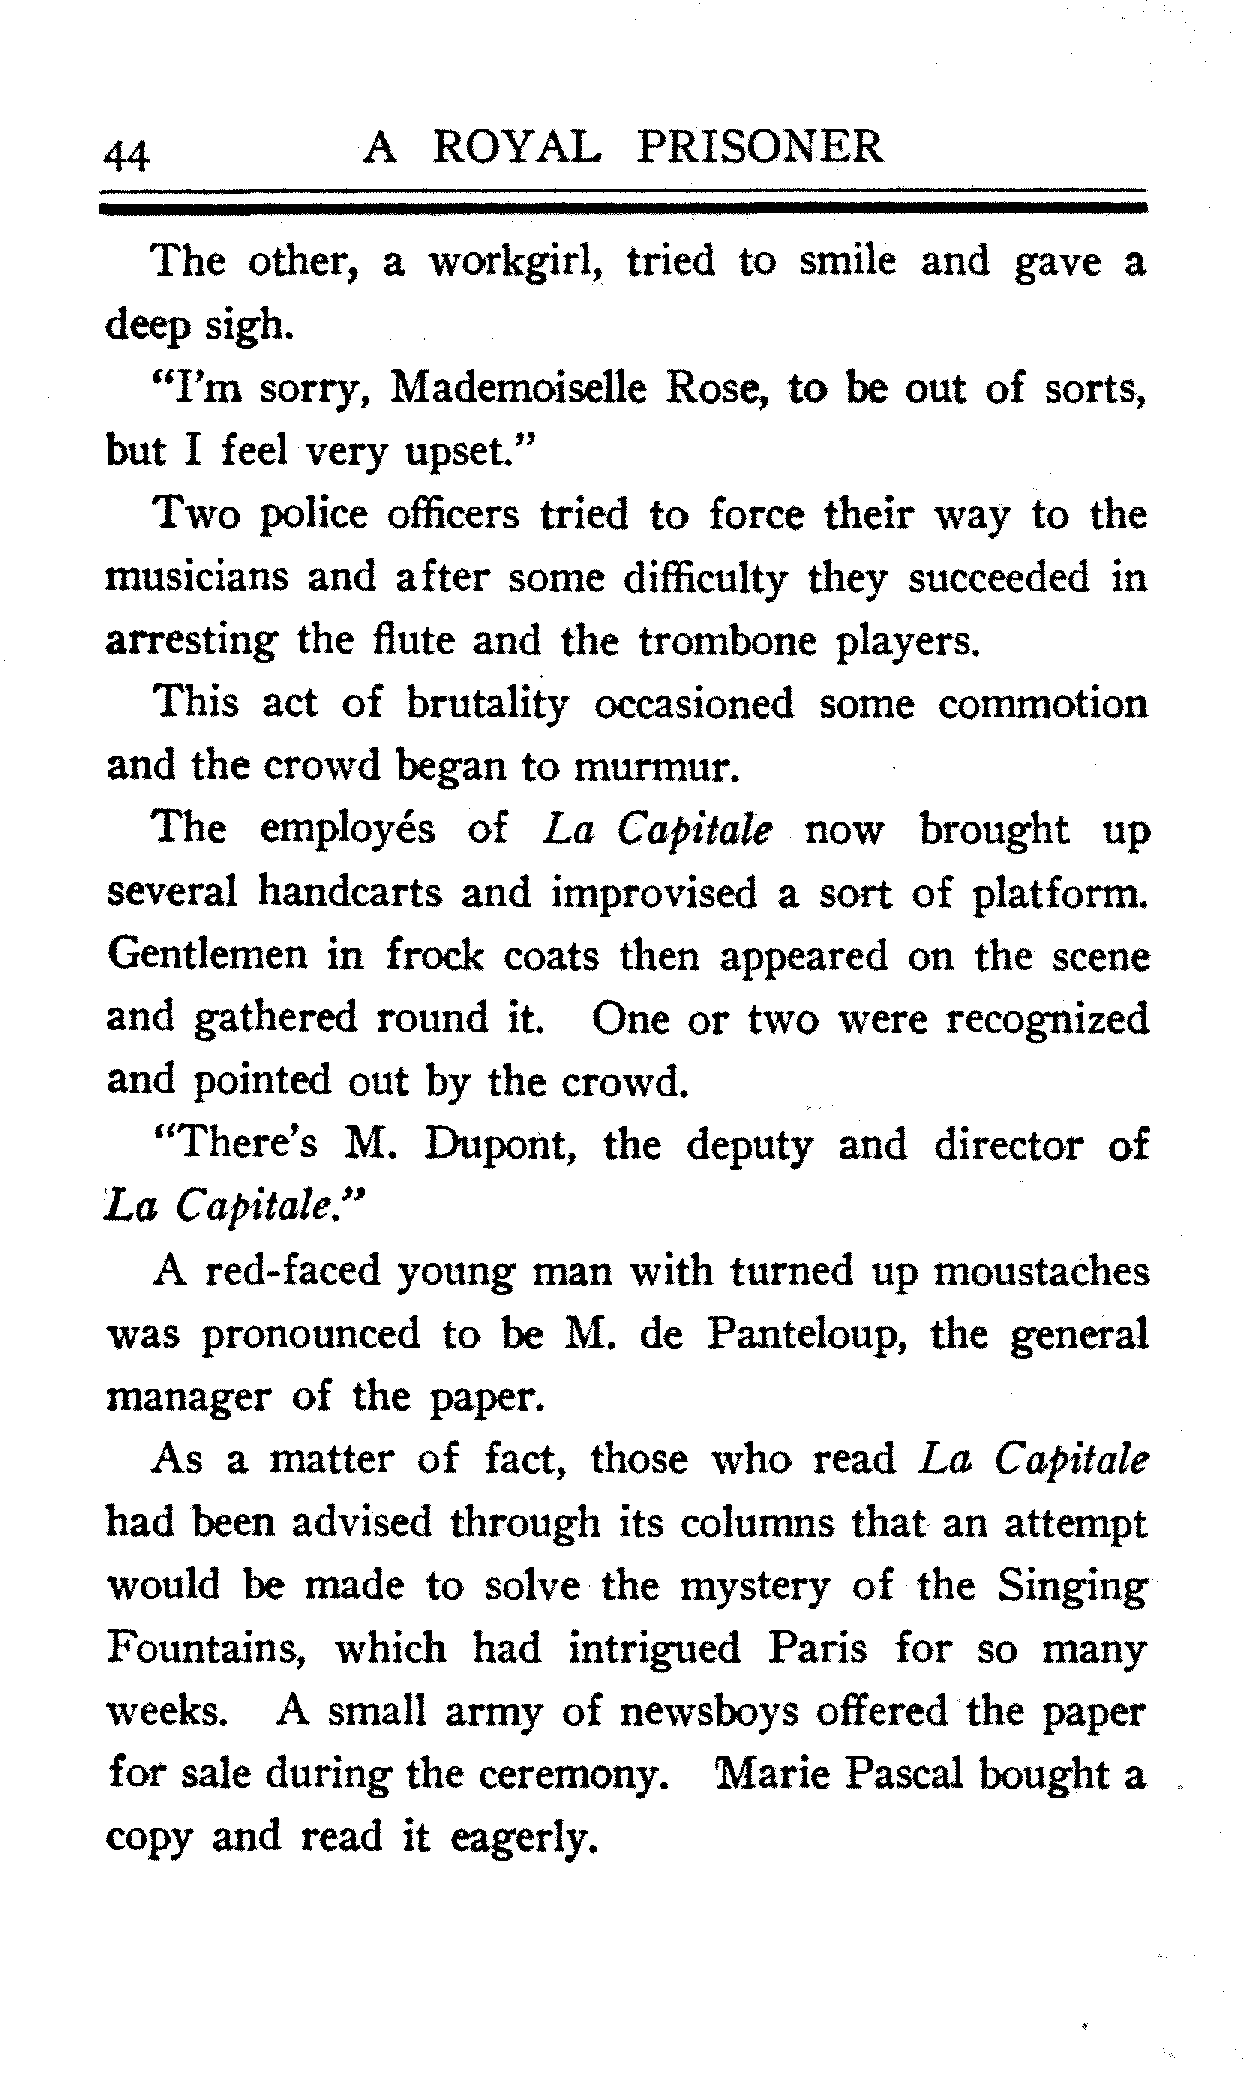 44 A ROYAL PRISONER
The other, a workgirl, tried to smile and gave a
deep sigh.
“I’m sorry, Mademoiselle Rose, to be out of sorts,
but I feel very upset.”
Two police officers tried to force their way to the
musicians and after some difficulty they succeeded in
arresting the flute and the trombone players.
This act of brutality occasioned some commotion
and the crowd began to murmur.
The employés of La Capitale now brought up
several handcarts and improvised a sort of platform.
Gentlemen in frock coats then appeared on the scene
and gathered round it. One or two were recognized
and pointed out by the crowd.
“There’s M. Dupont, the deputy and director of
La Capitale.”
A red-faced young man with turned up moustaches
was pronounced to be M. de Panteloup, the general
manager of the paper.
As a matter of fact, those who read La Capitale
had been advised through its columns that an attempt
would be made to solve the mystery of the Singing
Fountains, which had intrigued Paris for so many
weeks. A small army of newsboys offered the paper
for sale during the ceremony. Marie Pascal bought a
copy and read it eagerly.